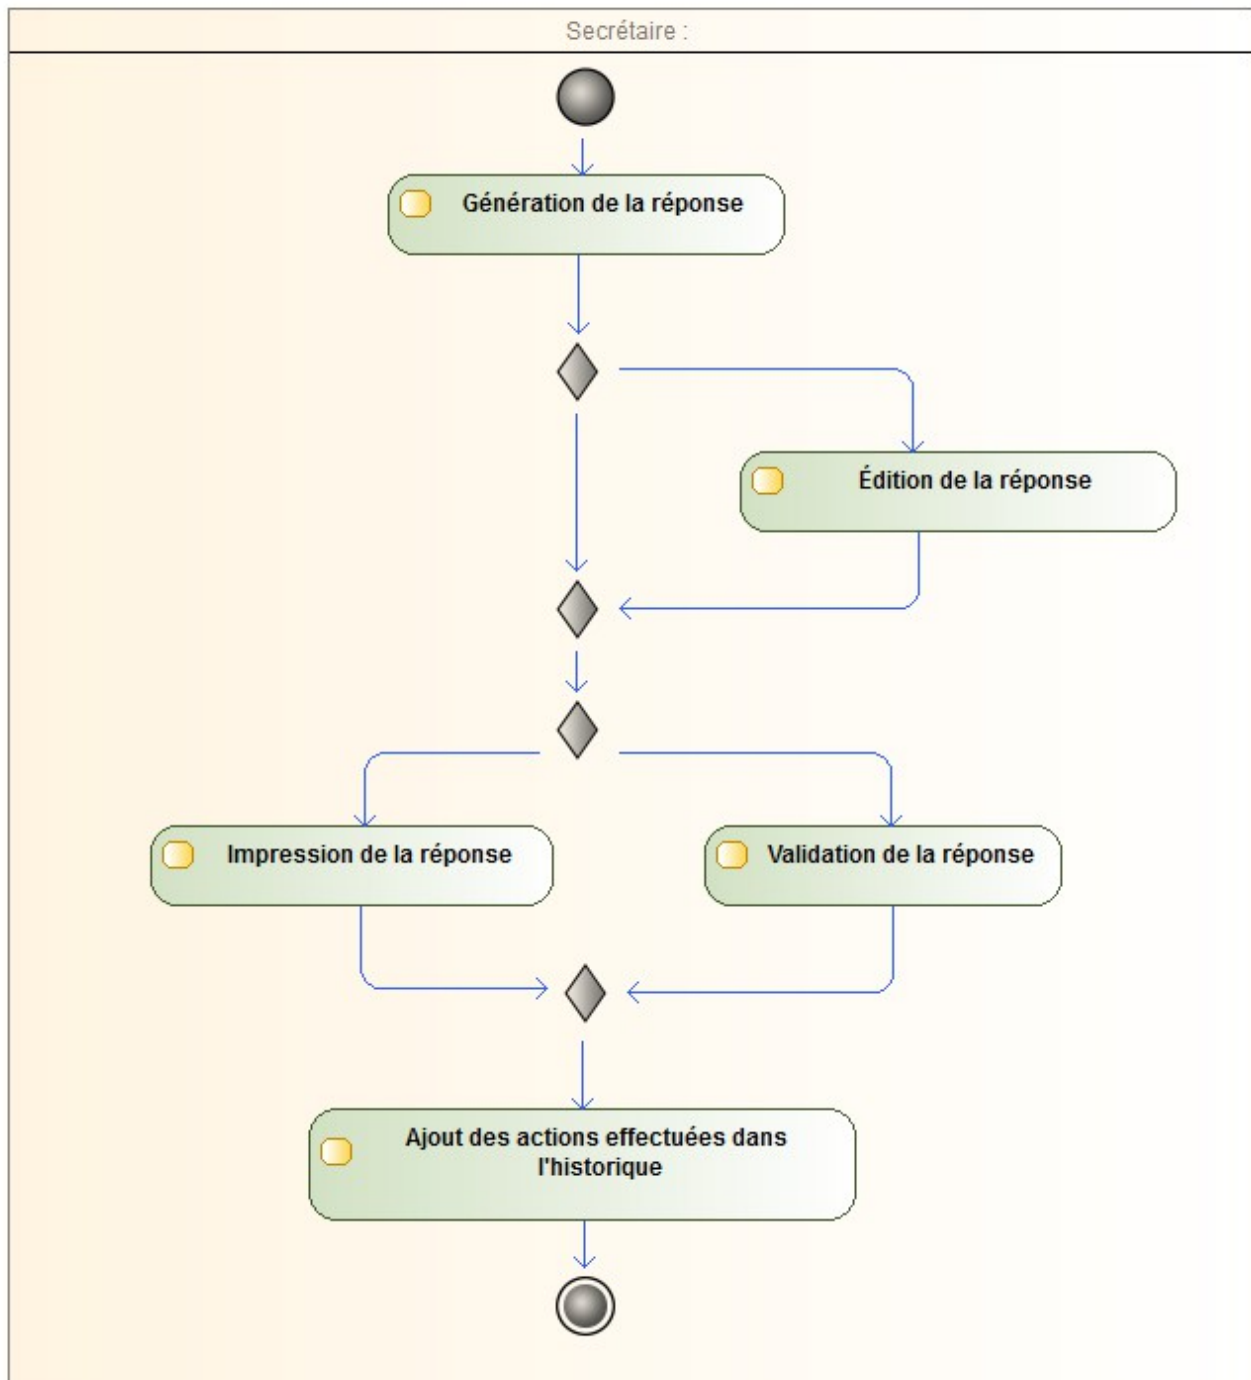 Secrétaire :
Génération de la réponse
Édition de la réponse
Impression de la réponse
Validation de la réponse
Ajout des actions effectuées dans
l'historique